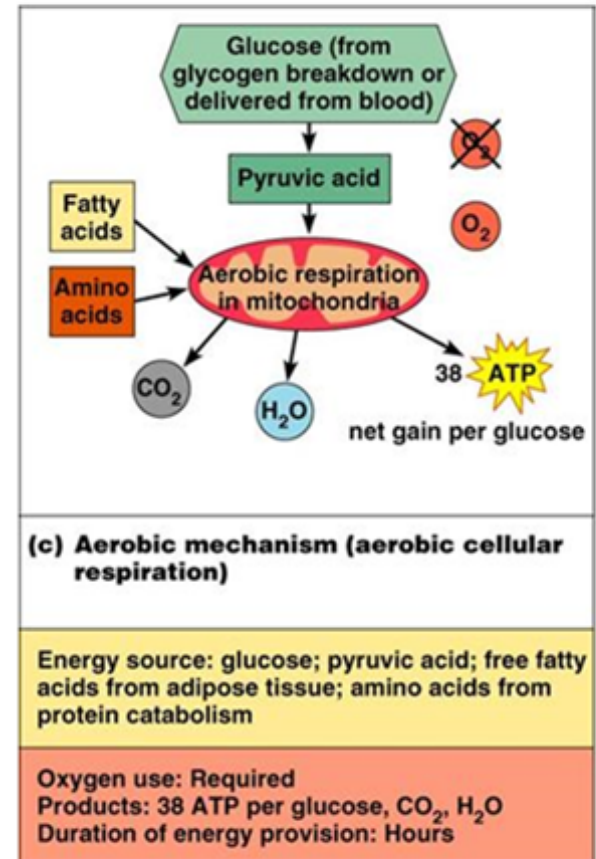 Glucose (from
glycogen breakdown or
delivered from blood)
O₂
Pyruvic acid
Fatty
acids
O₂
Amino
acids
Aerobic respiration
in mitochondria
CO₂
H₂O
38 ATP
net gain per glucose
(c) Aerobic mechanism (aerobic cellular
respiration)
Energy source: glucose; pyruvic acid; free fatty
acids from adipose tissue; amino acids from
protein catabolism
Oxygen use: Required
Products: 38 ATP per glucose, CO₂, H₂O
Duration of energy provision: Hours